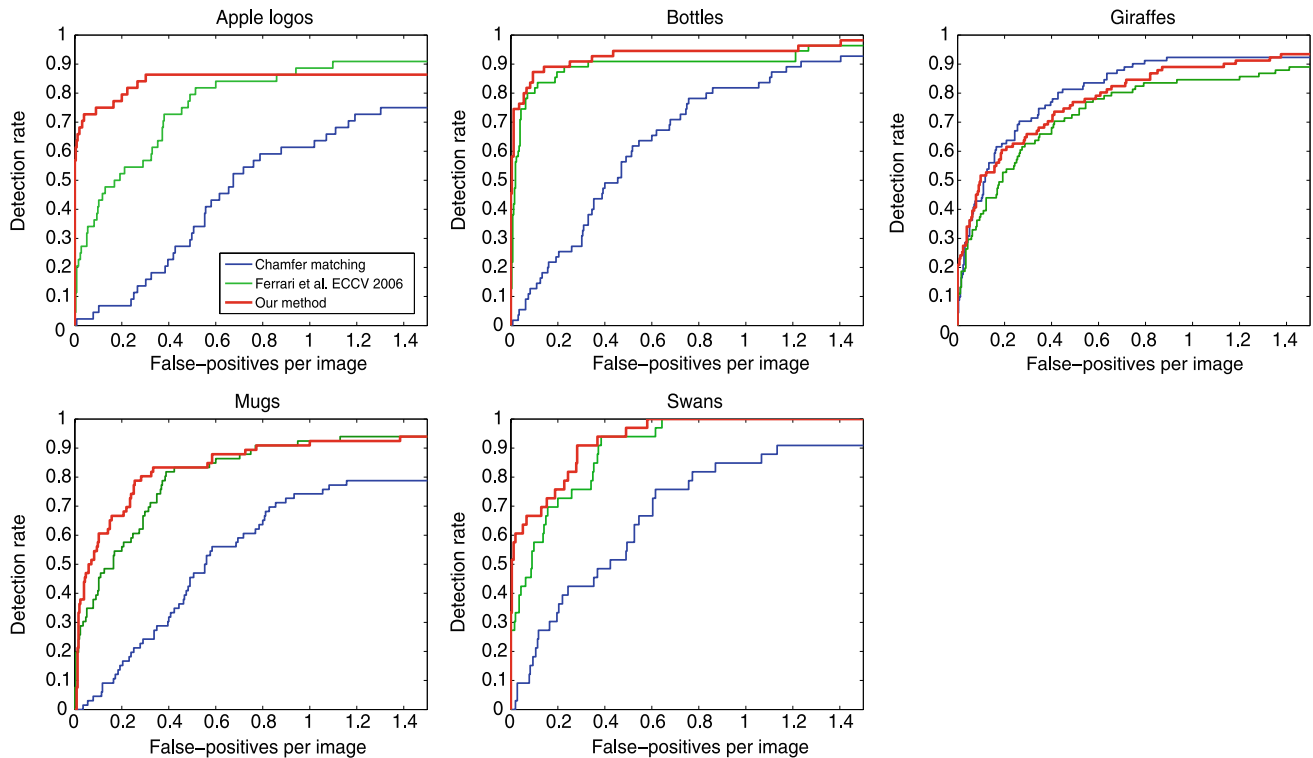 Apple logos
Detection rate
1
0.9
0.8
0.7
0.6
0.5
0.4
0.3
0.2
0.1
0
Chamfer matching
Ferrari et al. ECCV 2006
Our method
0 0.2 0.4 0.6 0.8 1 1.2 1.4
False−positives per image
Bottles
Detection rate
1
0.9
0.8
0.7
0.6
0.5
0.4
0.3
0.2
0.1
0
0 0.2 0.4 0.6 0.8 1 1.2 1.4
False−positives per image
Giraffes
Detection rate
1
0.9
0.8
0.7
0.6
0.5
0.4
0.3
0.2
0.1
0
0 0.2 0.4 0.6 0.8 1 1.2 1.4
False−positives per image
Mugs
Detection rate
1
0.9
0.8
0.7
0.6
0.5
0.4
0.3
0.2
0.1
0
0 0.2 0.4 0.6 0.8 1 1.2 1.4
False−positives per image
Swans
Detection rate
1
0.9
0.8
0.7
0.6
0.5
0.4
0.3
0.2
0.1
0
0 0.2 0.4 0.6 0.8 1 1.2 1.4
False−positives per image